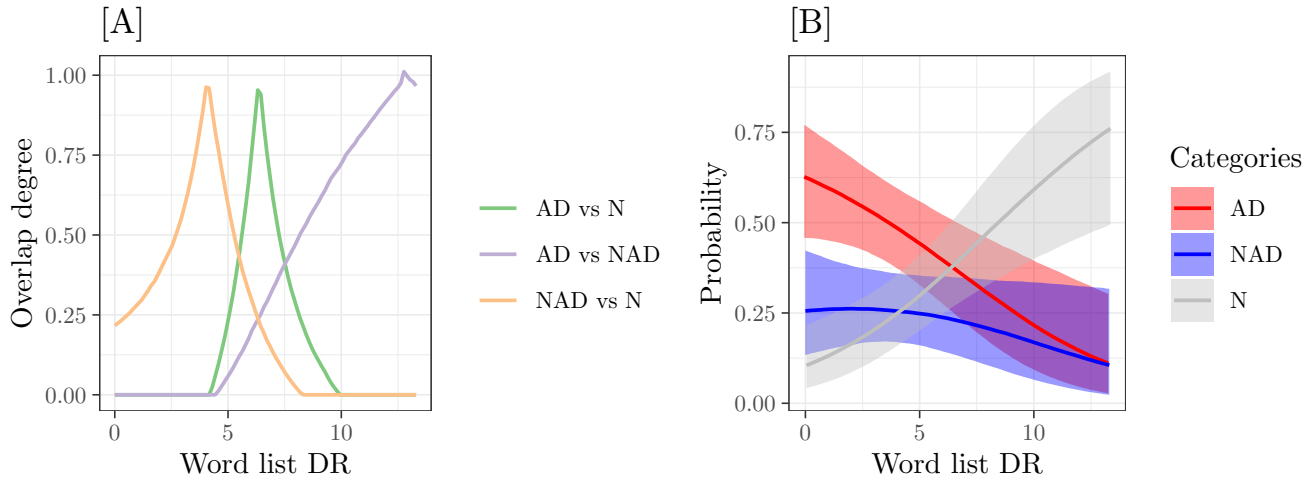 [A]
Overlap degree
1.00
0.75
0.50
0.25
0.00
0
5
10
Word list DR
AD vs N
AD vs NAD
NAD vs N
[B]
Probability
0.75
0.50
0.25
0.00
0
5
10
Word list DR
Categories
AD
NAD
N